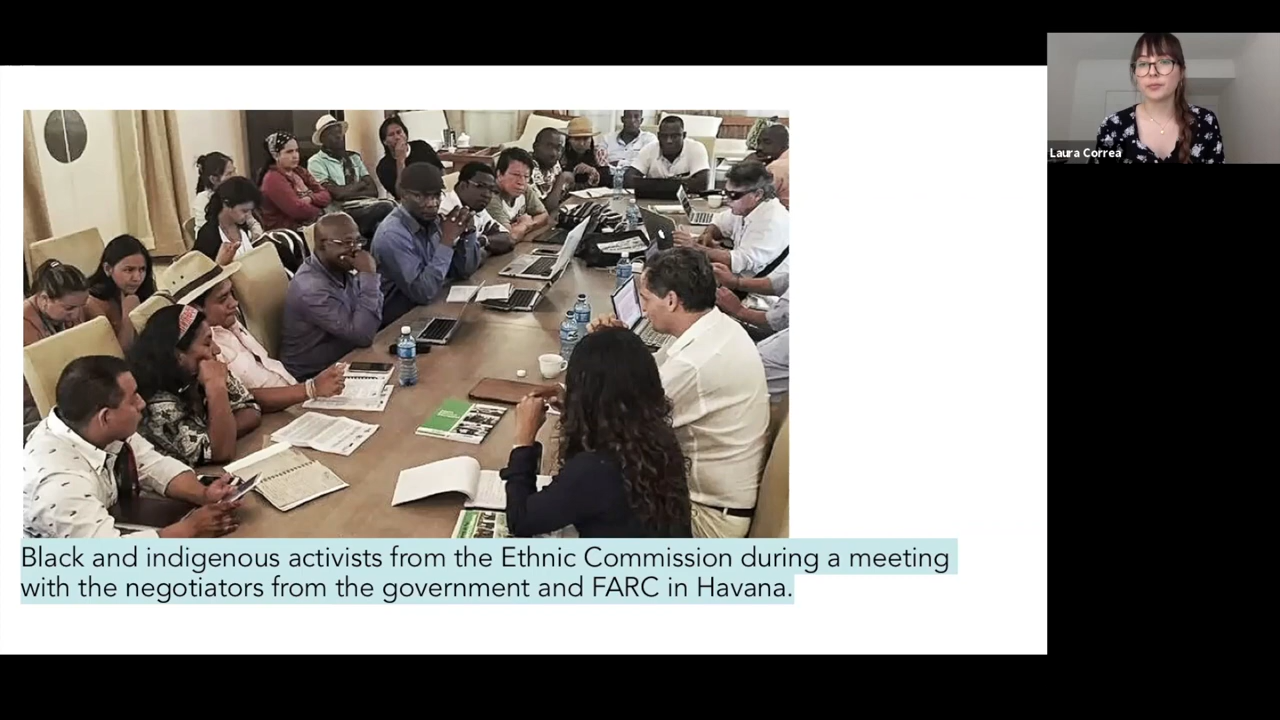 Laura Correa
Black and indigenous activists from the Ethnic Commission during a meeting
with the negotiators from the government and FARC in Havana.